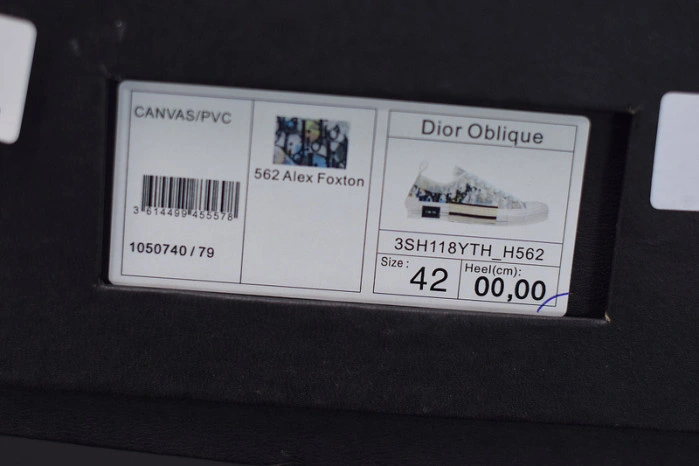 CANVAS/PVC
3 614499 455578
1050740 / 79
562 Alex Foxton
Dior Oblique
3SH118YTH_H562
Size: 42
Heel(cm): 00,00